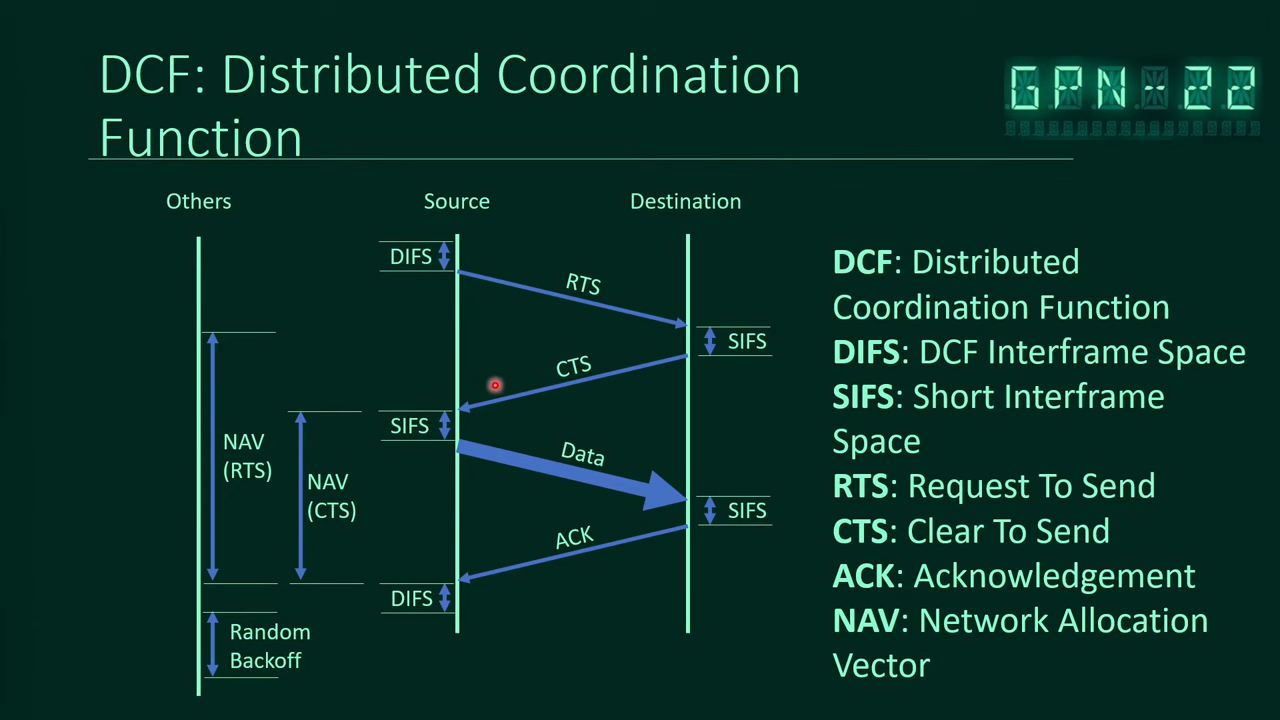 DCF: Distributed Coordination
Function
GPN-22
Others
Source
Destination
DIFS
RTS
SIFS
CTS
SIFS
NAV
(RTS)
NAV
(CTS)
Data
SIFS
ACK
DIFS
Random
Backoff
DCF: Distributed
Coordination Function
DIFS: DCF Interframe Space
SIFS: Short Interframe
Space
RTS: Request To Send
CTS: Clear To Send
ACK: Acknowledgement
NAV: Network Allocation
Vector